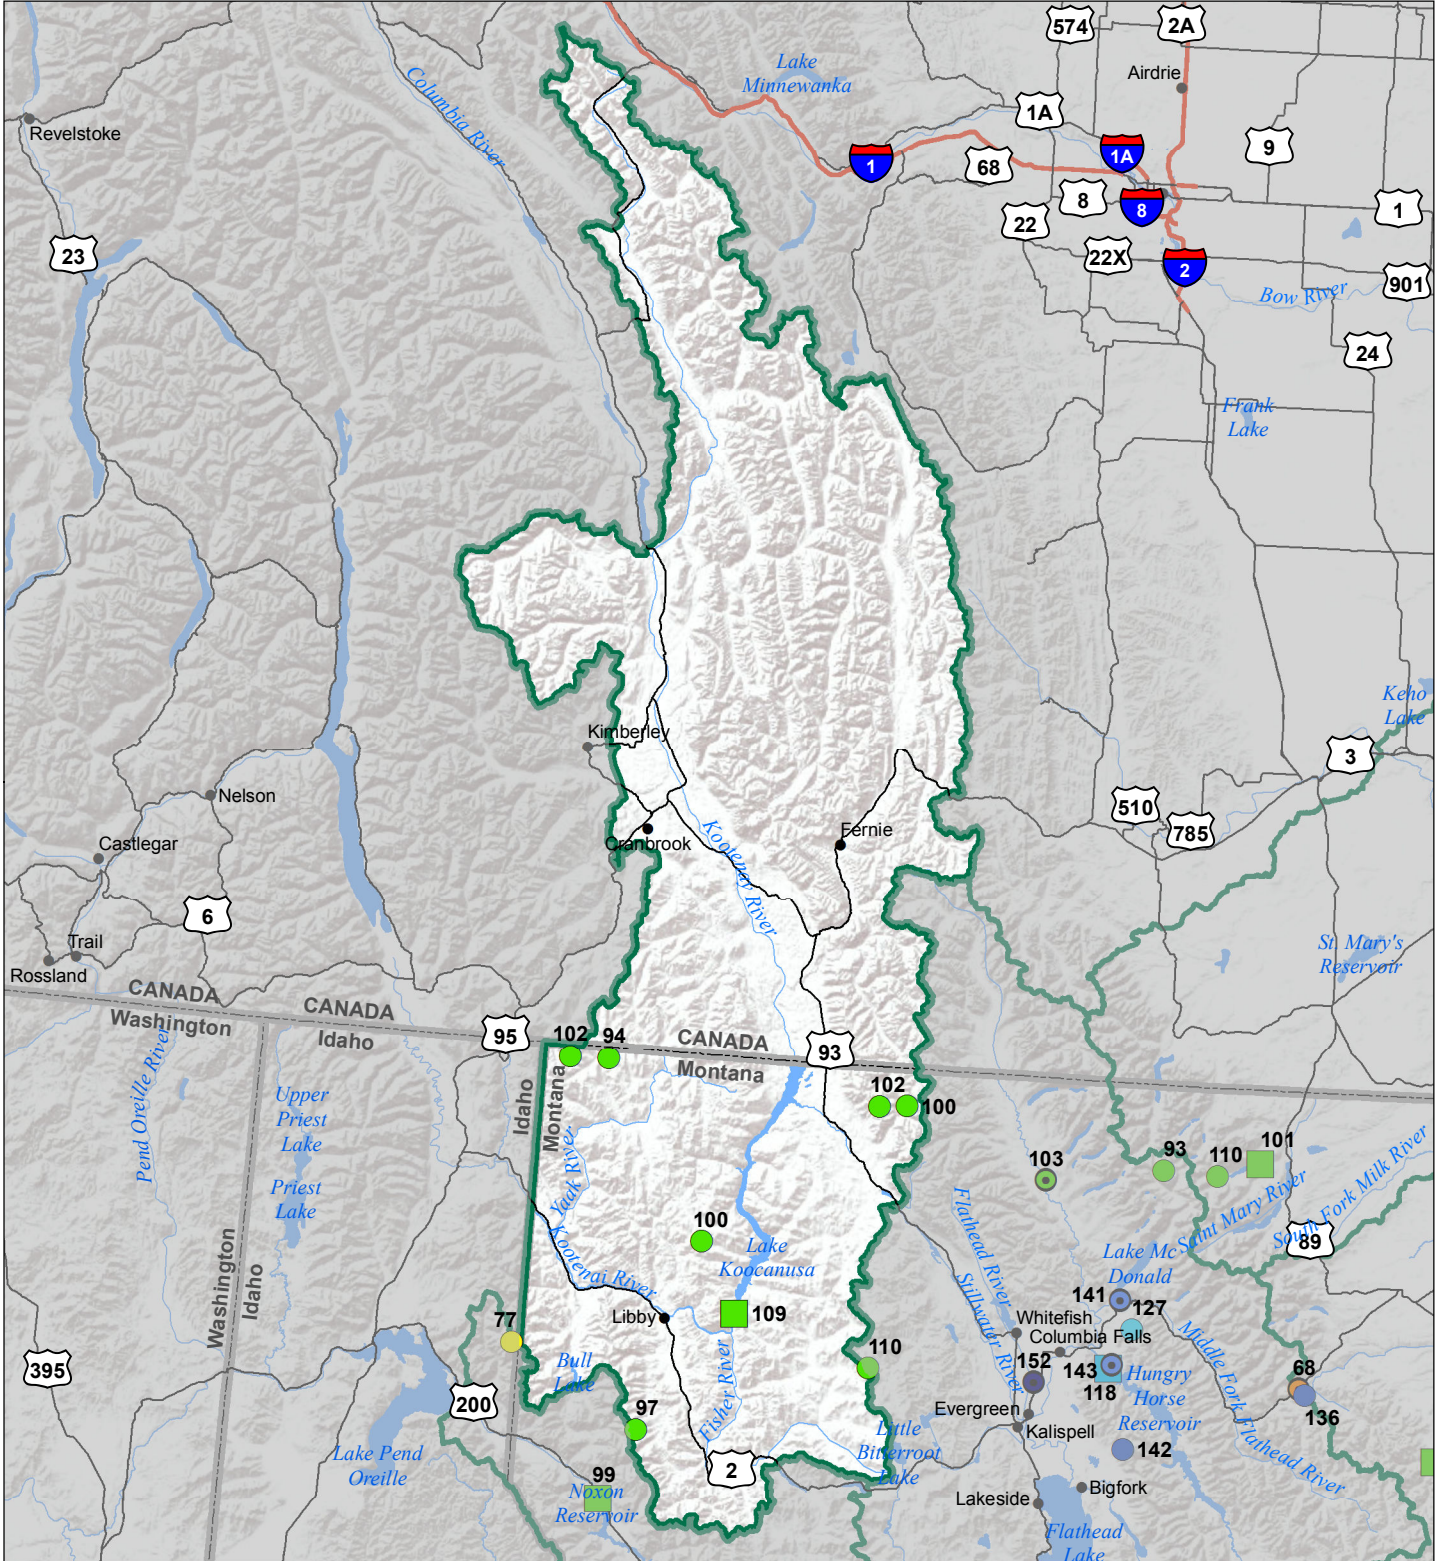 574
2A
Lake
Minnewanka
Airdrie
Columbia River
1A
Revelstoke
1A
9
1
68
8
8
1
22
23
22X
2
901
Bow River
24
Frank
Lake
Keho
Lake
Kimberley
3
Nelson
510
785
Castlegar
Cranbrook
Fernie
Kootenay River
6
Trail
Rossland
St. Mary's
Reservoir
CANADA
Washington
CANADA
Idaho
95
102
94
CANADA
Montana
93
Pend Oreille River
Upper
Priest
Lake
Idaho
Montana
102
100
Yaak River
103
93
110
101
Priest
Lake
Flathead River
Saint Mary River
South Fork Milk River
89
Washington
Idaho
Kootenai River
100
Lake
Koocanusa
Lake Mc
Donald
Stillwater River
141
127
77
Libby
109
Whitefish
Columbia Falls
Middle Fork Flathead River
395
Bull
Lake
Fisher River
110
152
143
118
Hungry
Horse
Reservoir
68
136
200
97
Evergreen
Kalispell
Little
Bitterroot
Lake
142
Lake Pend
Oreille
2
99
Noxon
Reservoir
Bigfork
Lakeside
Flathead
Lake